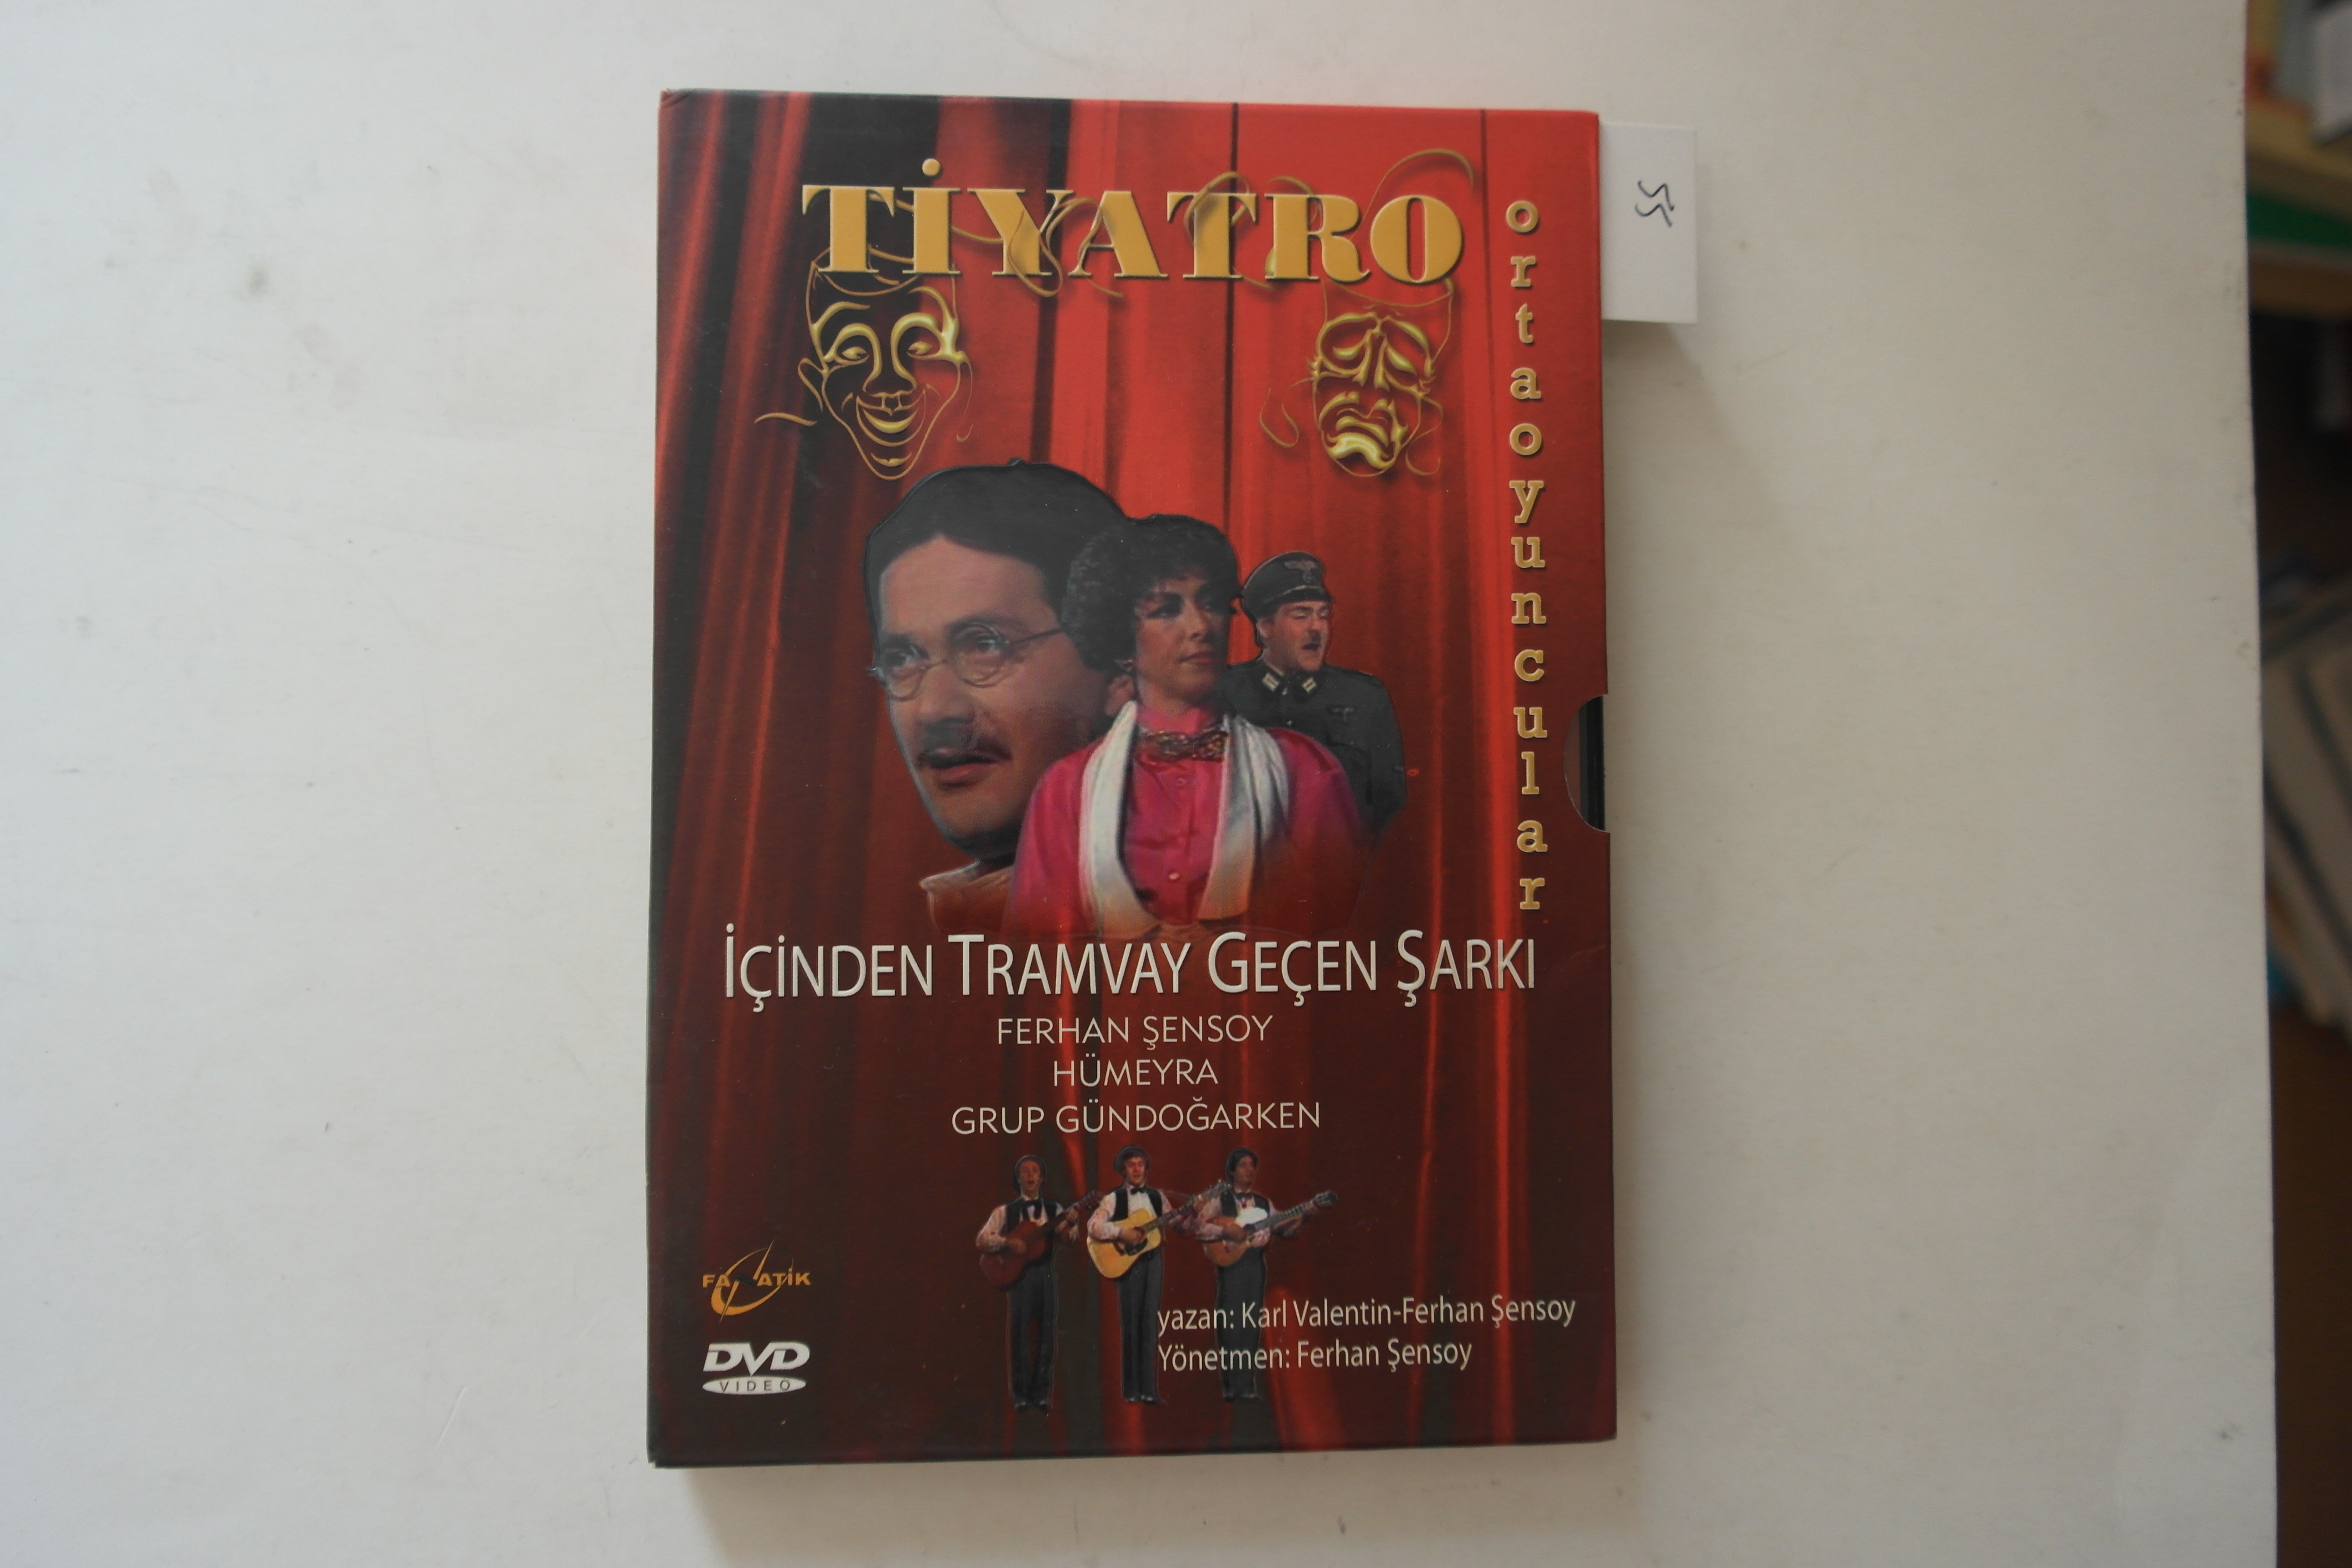 TİYATRO
ortaoyuncular
İÇİNDEN TRAMVAY GEÇEN ŞARKI
FERHAN ŞENSOY
HÜMEYRA
GRUP GÜNDOĞARKEN
FANATİK
yazan: Karl Valentin-Ferhan Şensoy
Yönetmen: Ferhan Şensoy
DVD
VIDEO